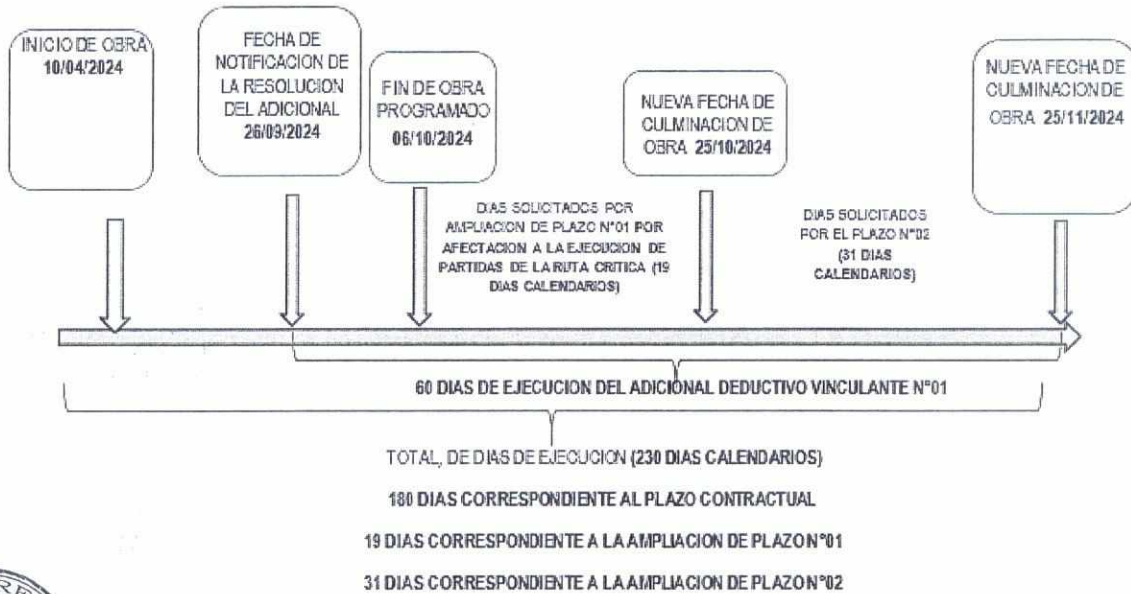 INICIO DE OBRA
10/04/2024
FECHA DE
NOTIFICACION DE
LA RESOLUCION
DEL ADICIONAL
26/09/2024
FIN DE OBRA
PROGRAMADO
06/10/2024
NUEVA FECHA DE
CULMINACION DE
OBRA 25/10/2024
NUEVA FECHA DE
CULMINACION DE
OBRA 25/11/2024
DIAS SOLICITADOS POR
AMPLIACION DE PLAZO N°01 POR
AFECTACION A LA EJECUCION DE
PARTIDAS DE LA RUTA CRITICA (19
DIAS CALENDARIOS)
DIAS SOLICITADOS
POR EL PLAZO N°02
(31 DIAS
CALENDARIOS)
60 DIAS DE EJECUCION DEL ADICIONAL DEDUCTIVO VINCULANTE N°01
TOTAL, DE DIAS DE EJECUCION (230 DIAS CALENDARIOS)
180 DIAS CORRESPONDIENTE AL PLAZO CONTRACTUAL
19 DIAS CORRESPONDIENTE A LA AMPLIACION DE PLAZO N°01
31 DIAS CORRESPONDIENTE A LA AMPLIACION DE PLAZO N°02